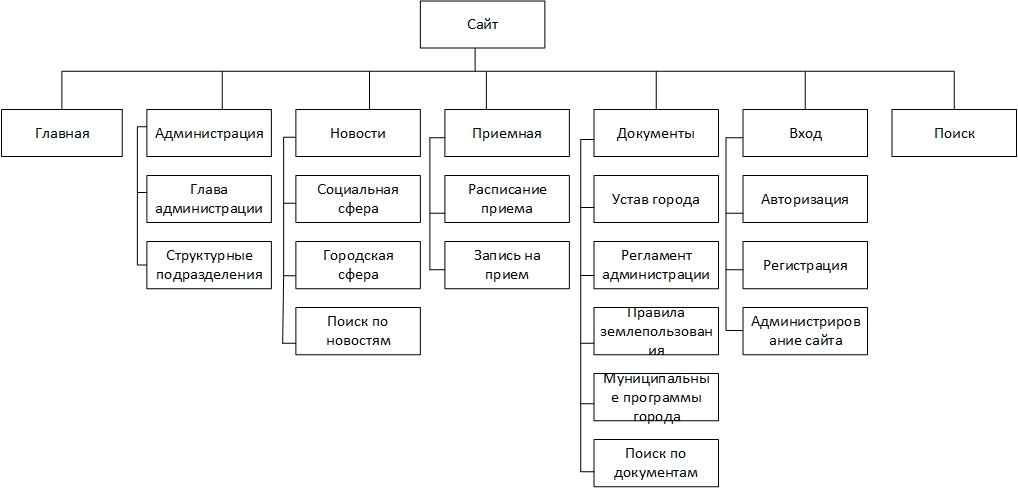 Сайт
Главная
Администрация
Новости
Приемная
Документы
Вход
Поиск
Глава
администрации
Социальная
сфера
Расписание
приема
Устав города
Авторизация
Структурные
подразделения
Городская
сфера
Запись на
прием
Регламент
администрации
Регистрация
Поиск по
новостям
Правила
землепользован
ия
Администриров
ание сайта
Муниципальны
е программы
города
Поиск по
документам